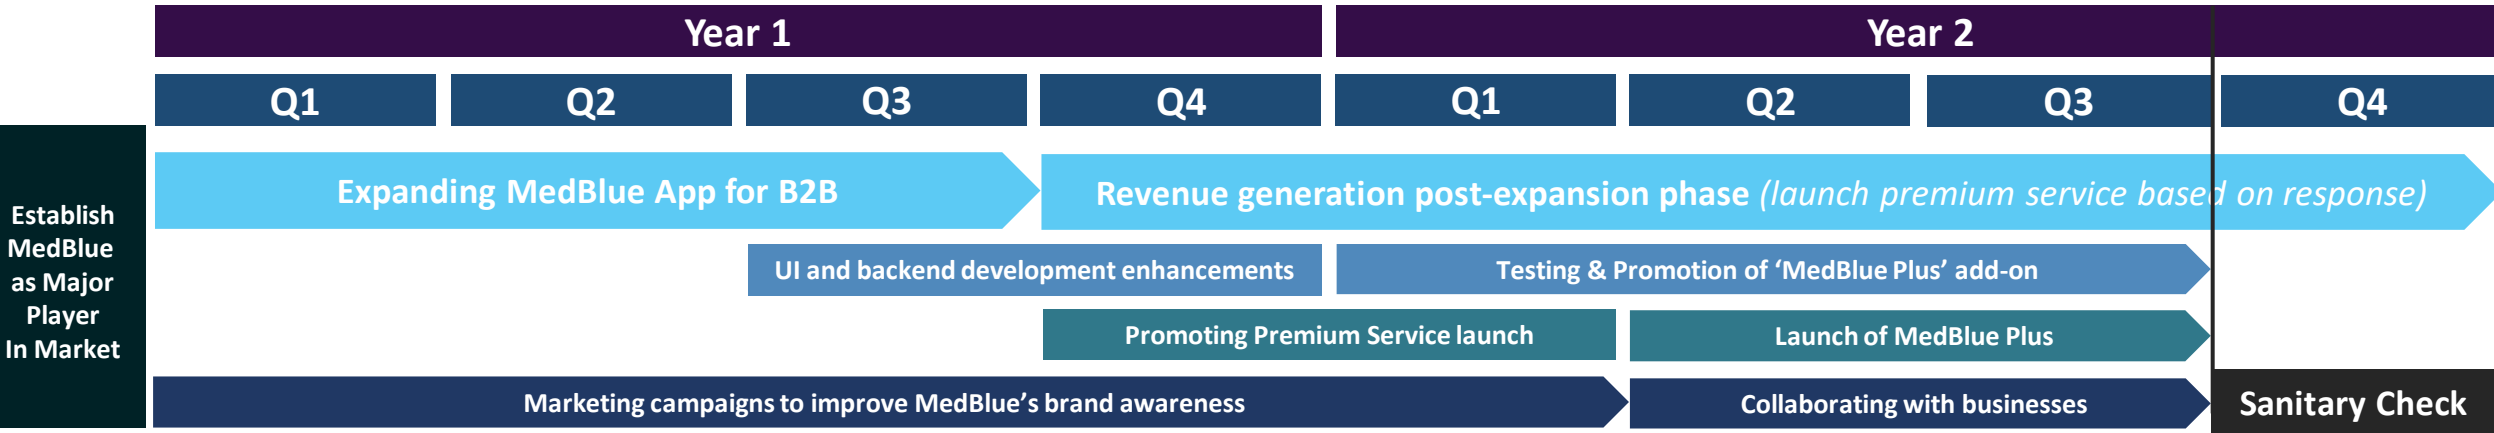 Year 1
Year 2
Q1
Q2
Q3
Q4
Q1
Q2
Q3
Q4
Establish
MedBlue
as Major
Player
In Market
Expanding MedBlue App for B2B
Revenue generation post-expansion phase (launch premium service based on response)
UI and backend development enhancements
Testing & Promotion of ‘MedBlue Plus’ add-on
Promoting Premium Service launch
Launch of MedBlue Plus
Marketing campaigns to improve MedBlue’s brand awareness
Collaborating with businesses
Sanitary Check